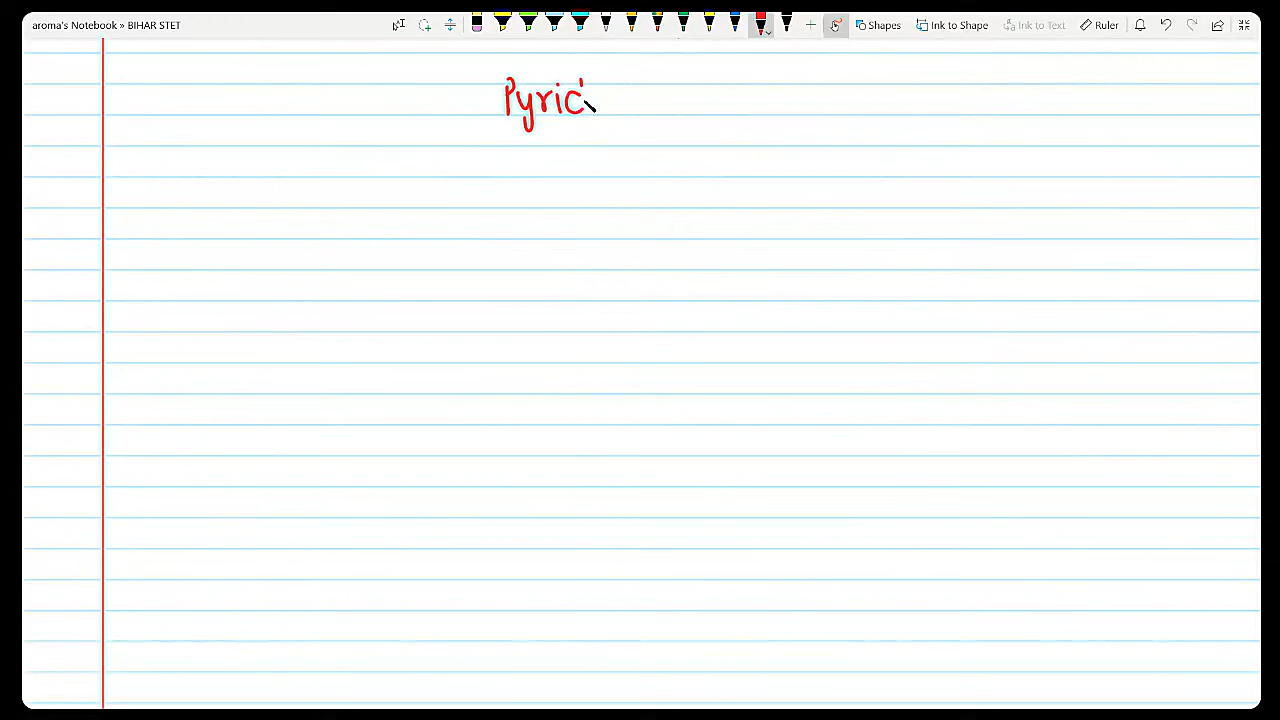 aroma's Notebook » BIHAR STET
Shapes
Ink to Shape
Ink to Text
Ruler
Pyric